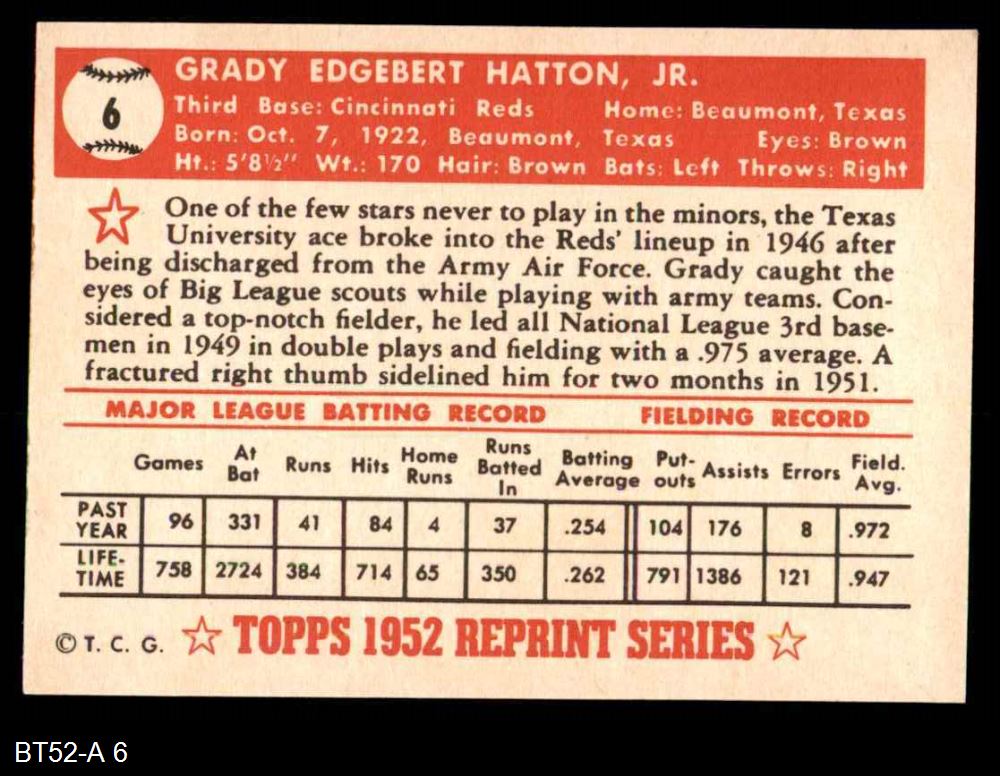 6
GRADY EDGEBERT HATTON, JR.
Third Base: Cincinnati Reds Home: Beaumont, Texas
Born: Oct. 7, 1922, Beaumont, Texas Eyes: Brown
Ht.: 5'8½" Wt.: 170 Hair: Brown Bats: Left Throws: Right
One of the few stars never to play in the minors, the Texas
University ace broke into the Reds' lineup in 1946 after
being discharged from the Army Air Force. Grady caught the
eyes of Big League scouts while playing with army teams. Con-
sidered a top-notch fielder, he led all National League 3rd base-
men in 1949 in double plays and fielding with a .975 average. A
fractured right thumb sidelined him for two months in 1951.
MAJOR LEAGUE BATTING RECORD FIELDING RECORD
Games At Bat Runs Hits Home Runs Runs Batted In Batting Average Put-outs Assists Errors Field. Avg.
PAST YEAR 96 331 41 84 4 37 .254 104 176 8 .972
LIFE-TIME 758 2724 384 714 65 350 .262 791 1386 121 .947
© T. C. G. TOPPS 1952 REPRINT SERIES
BT52-A 6